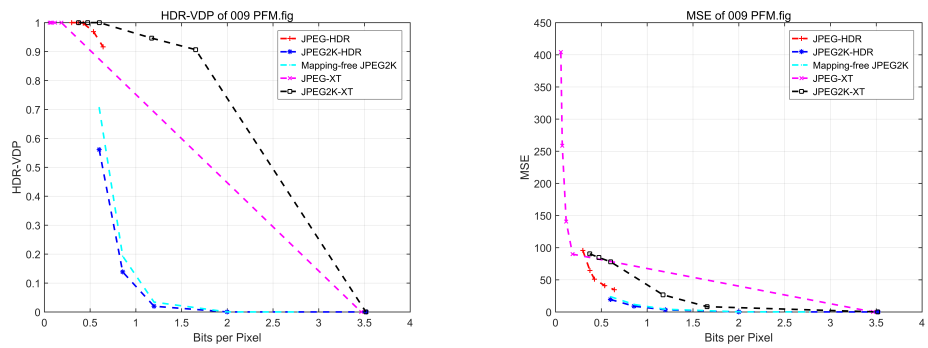 HDR-VDP of 009 PFM.fig
1
0.9
0.8
0.7
0.6
0.5
0.4
0.3
0.2
0.1
0
HDR-VDP
JPEG-HDR
JPEG2K-HDR
Mapping-free JPEG2K
JPEG-XT
JPEG2K-XT
0 0.5 1 1.5 2 2.5 3 3.5 4
Bits per Pixel
MSE of 009 PFM.fig
450
400
350
300
250
200
150
100
50
0
MSE
JPEG-HDR
JPEG2K-HDR
Mapping-free JPEG2K
JPEG-XT
JPEG2K-XT
0 0.5 1 1.5 2 2.5 3 3.5 4
Bits per Pixel